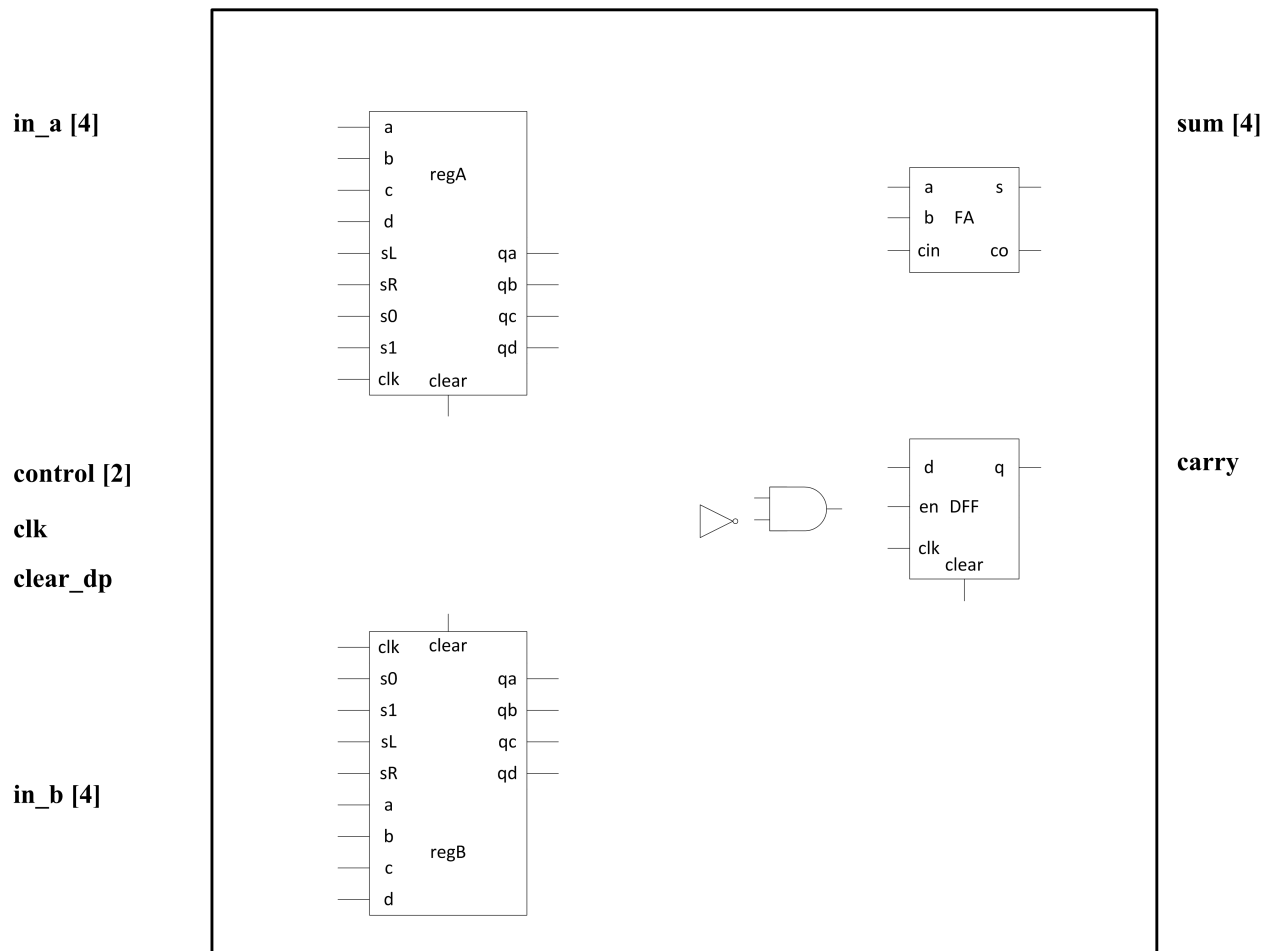 in_a [4]
sum [4]
a
b
c
d
sL
sR
s0
s1
clk
regA
qa
qb
qc
qd
clear
a
b
cin
FA
s
co
control [2]
clk
clear_dp
carry
d
en
clk
DFF
q
clear
in_b [4]
clk
s0
s1
sL
sR
a
b
c
d
clear
qa
qb
qc
qd
regB